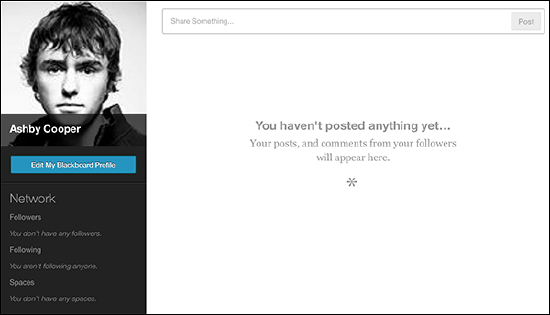 Share Something...
Post
Ashby Cooper
Edit My Blackboard Profile
Network
Followers
You don't have any followers.
Following
You aren't following anyone.
Spaces
You don't have any spaces.
You haven't posted anything yet...
Your posts, and comments from your followers
will appear here.
*